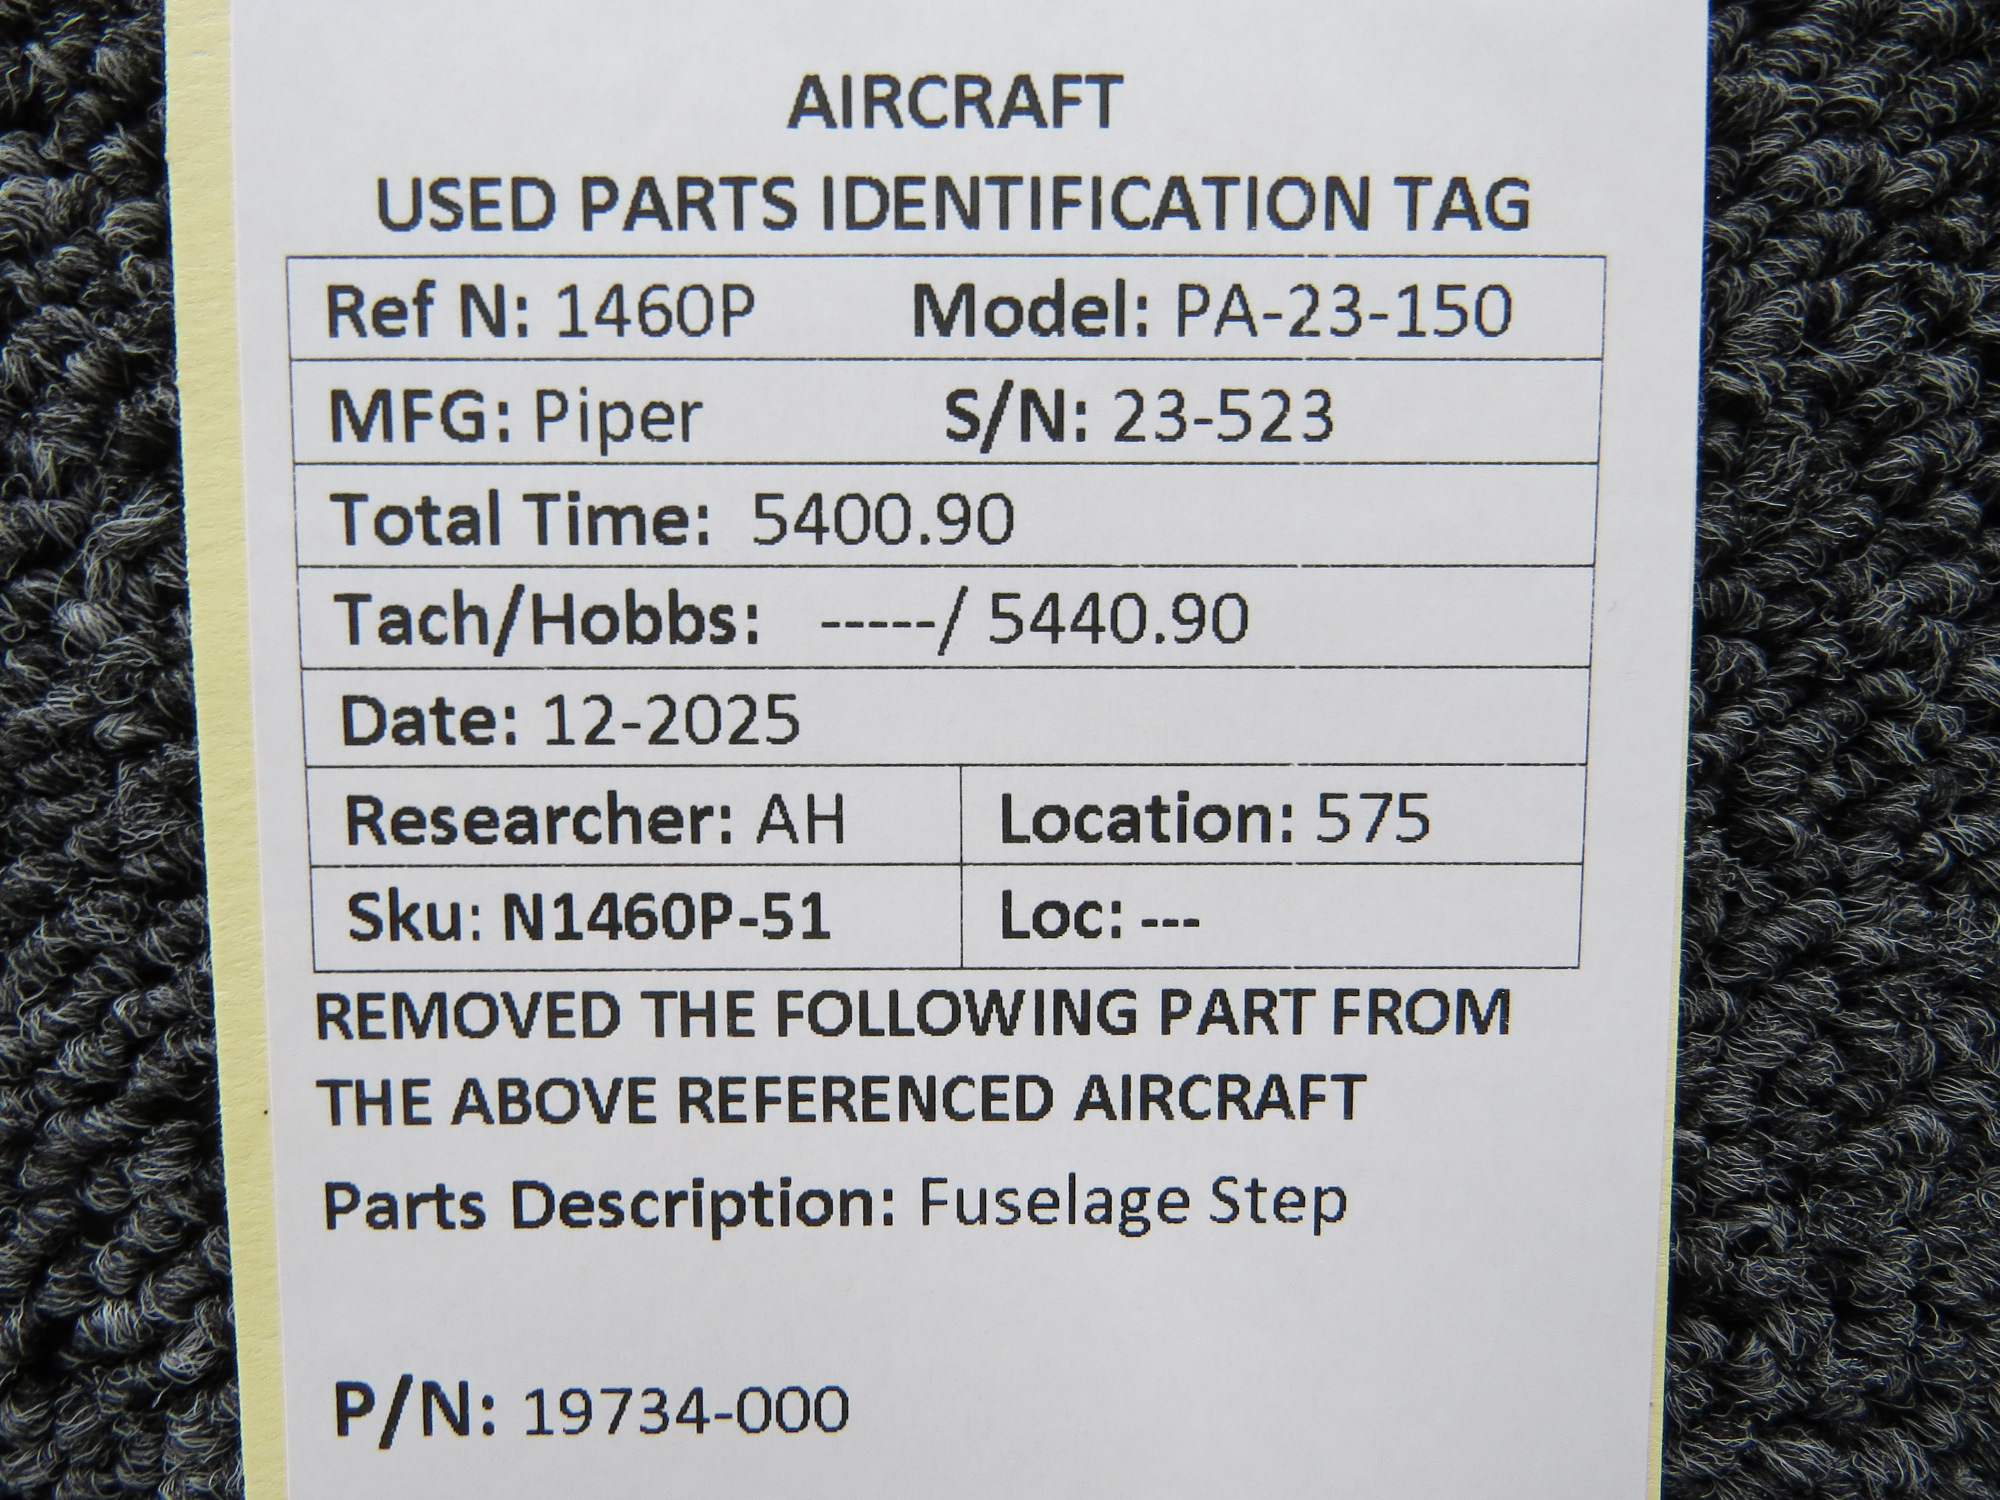 AIRCRAFT
USED PARTS IDENTIFICATION TAG
Ref N: 1460P Model: PA-23-150
MFG: Piper S/N: 23-523
Total Time: 5400.90
Tach/Hobbs: -----/ 5440.90
Date: 12-2025
Researcher: AH Location: 575
Sku: N1460P-51 Loc: ---
REMOVED THE FOLLOWING PART FROM
THE ABOVE REFERENCED AIRCRAFT
Parts Description: Fuselage Step
P/N: 19734-000